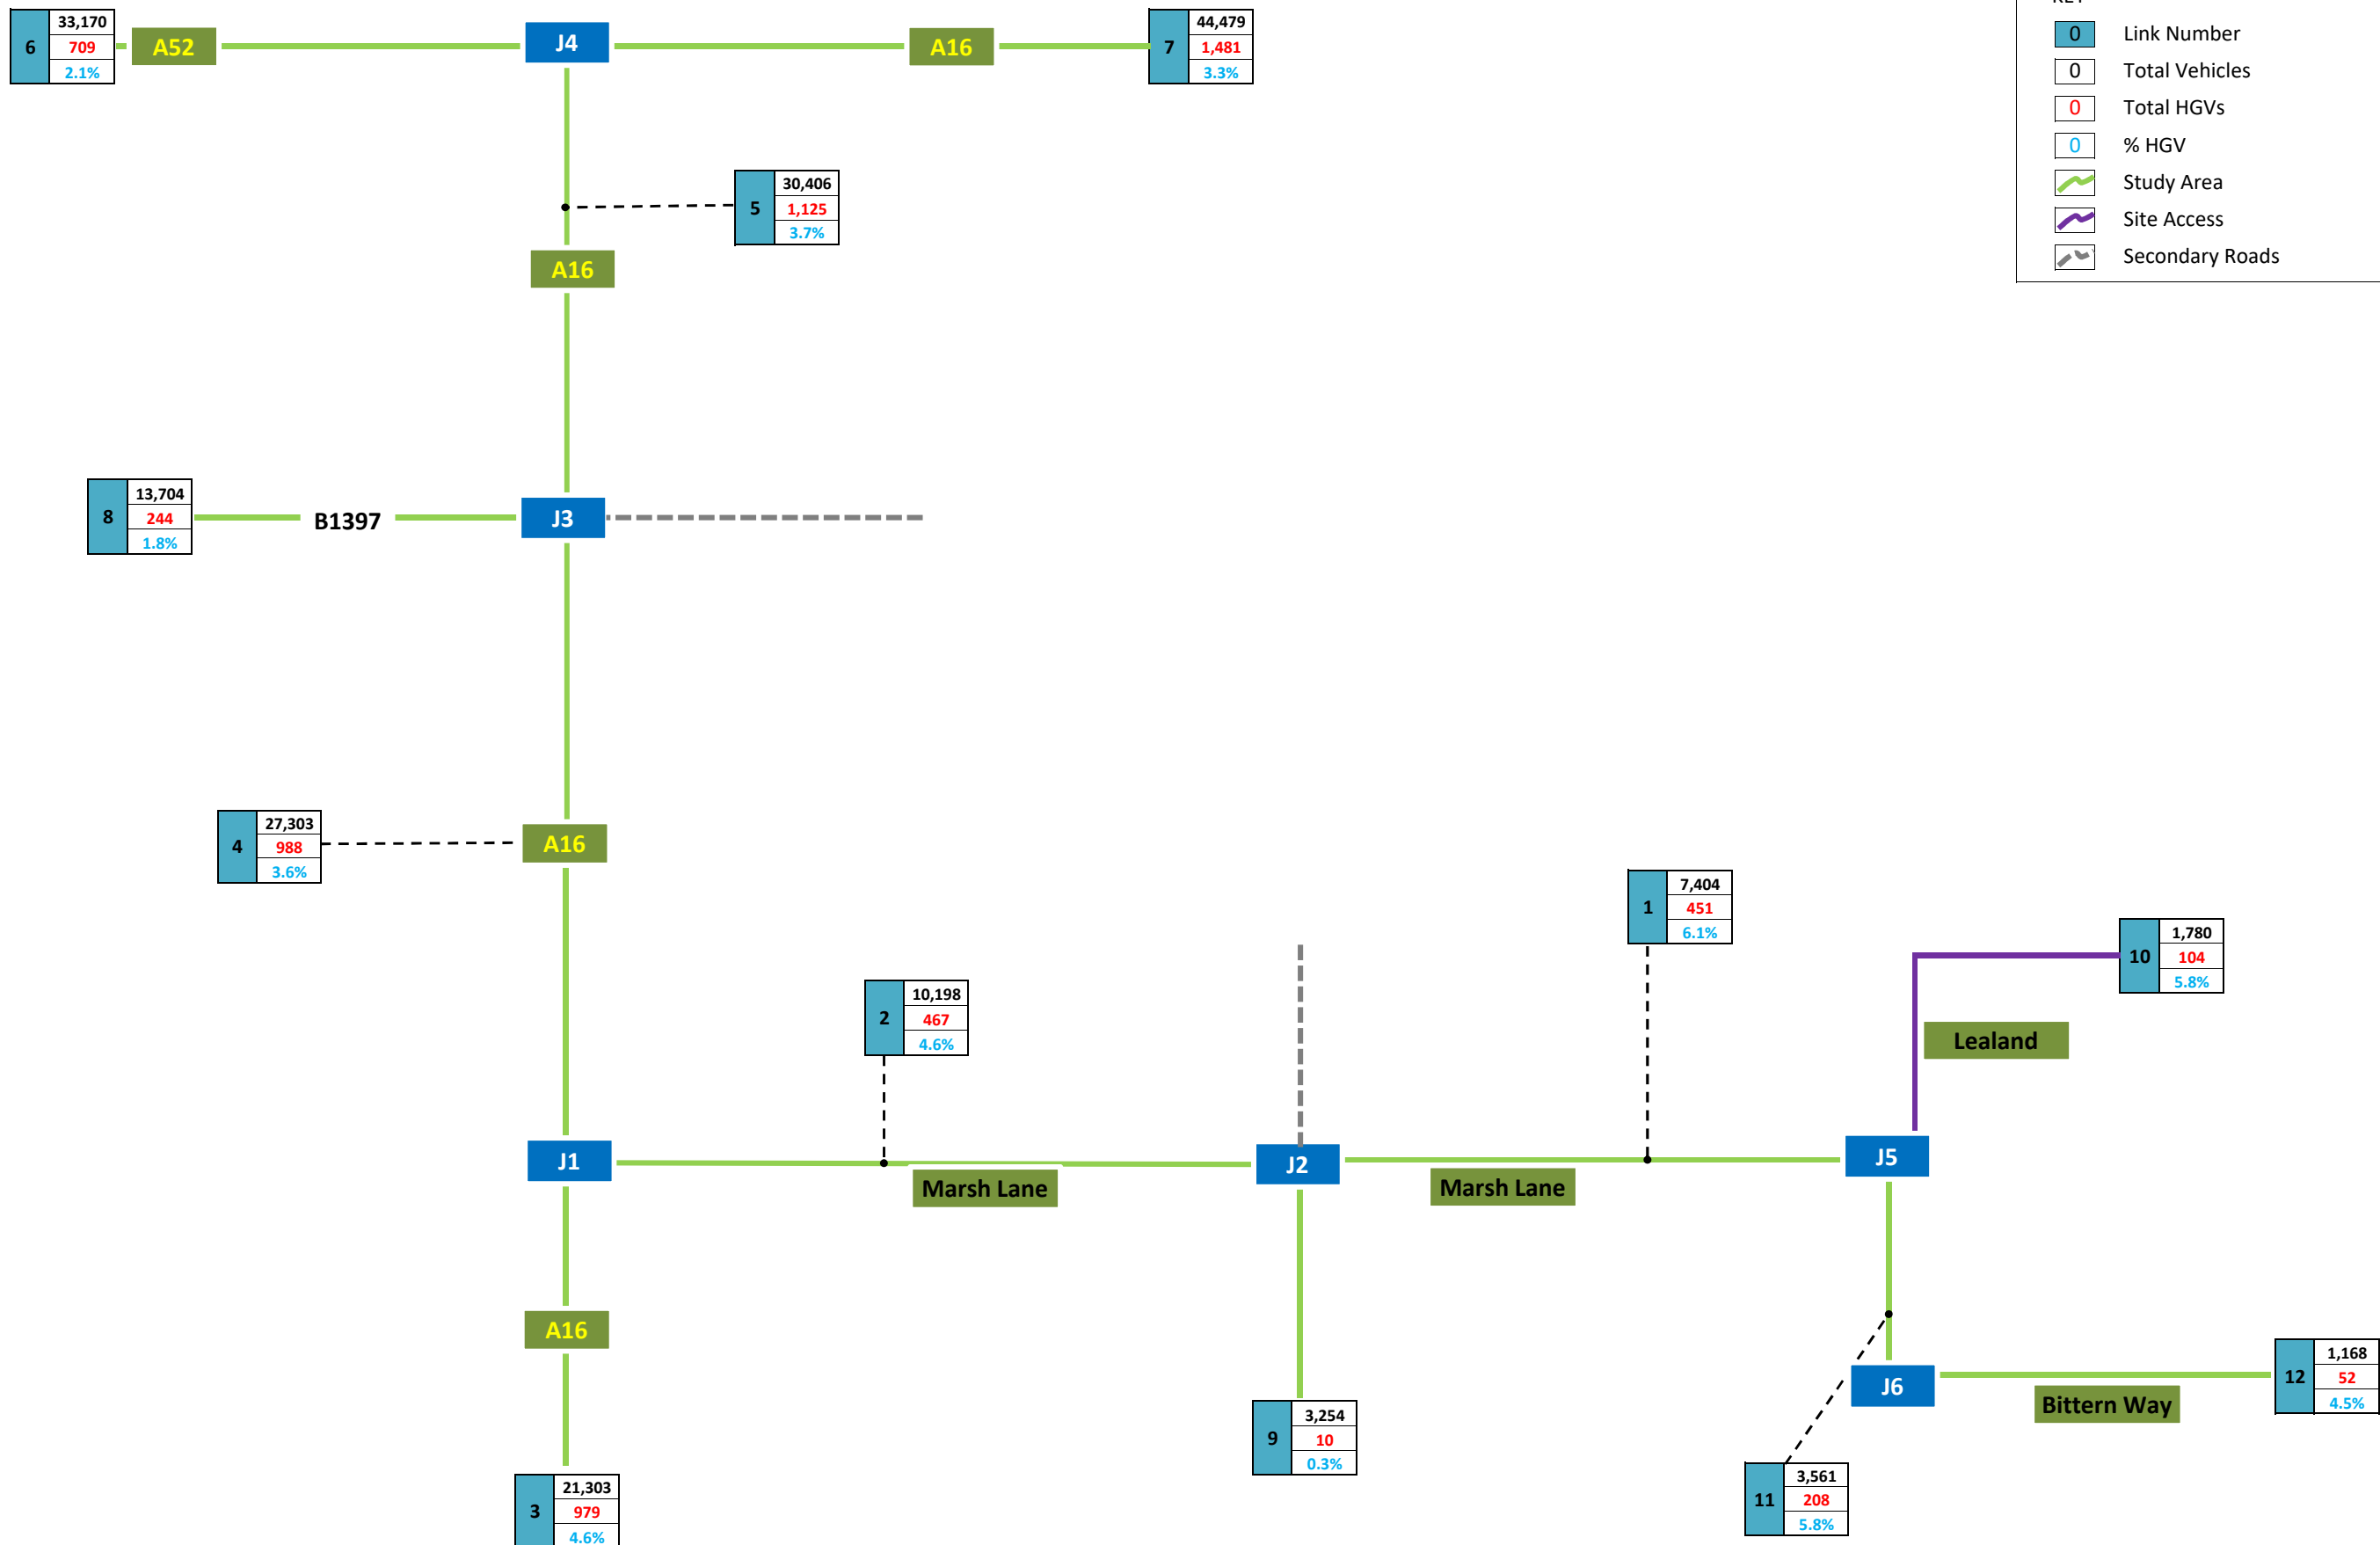 KEY
0 Link Number
0 Total Vehicles
0 Total HGVs
0 % HGV
Study Area
Site Access
Secondary Roads
6
33,170
709
2.1%
A52
J4
A16
7
44,479
1,481
3.3%
5
30,406
1,125
3.7%
A16
8
13,704
244
1.8%
B1397
J3
4
27,303
988
3.6%
A16
1
7,404
451
6.1%
10
1,780
104
5.8%
2
10,198
467
4.6%
Lealand
J1
Marsh Lane
J2
Marsh Lane
J5
A16
J6
Bittern Way
12
1,168
52
4.5%
9
3,254
10
0.3%
11
3,561
208
5.8%
3
21,303
979
4.6%